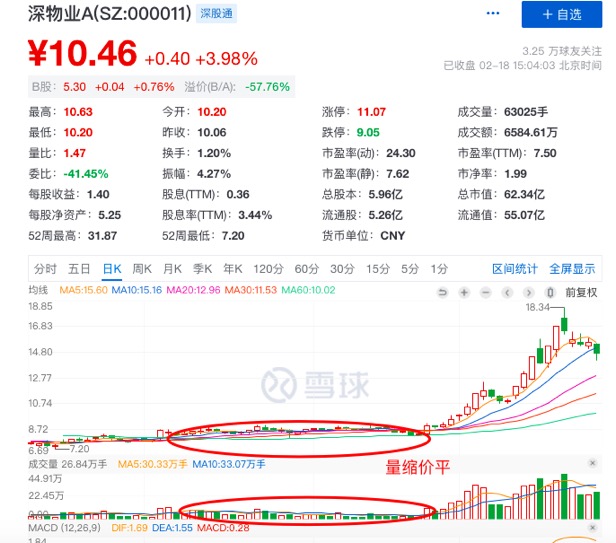 深物业A(SZ:000011) 深股通 ··· + 自选
¥10.46 +0.40 +3.98% 3.25 万球友关注
已收盘 02-18 15:04:03 北京时间
B股: 5.30 +0.04 +0.76% 溢价(B/A): -57.76%
最高: 10.63 今开: 10.20 涨停: 11.07 成交量: 63025手
最低: 10.20 昨收: 10.06 跌停: 9.05 成交额: 6584.61万
量比: 1.47 换手: 1.20% 市盈率(动): 24.30 市盈率(TTM): 7.50
委比: -41.45% 振幅: 4.27% 市盈率(静): 7.62 市净率: 1.99
每股收益: 1.40 股息(TTM): 0.36 总股本: 5.96亿 总市值: 62.34亿
每股净资产: 5.25 股息率(TTM): 3.44% 流通股: 5.26亿 流通值: 55.07亿
52周最高: 31.87 52周最低: 7.20 货币单位: CNY
分时 五日 日K 周K 月K 季K 年K 120分 60分 30分 15分 5分 1分 区间统计 全屏显示
均线 MA5:15.60 MA10:15.16 MA20:12.96 MA30:11.53 MA60:10.02 前复权
18.85
18.34
16.83
14.80
12.77
10.74
8.72
6.69
7.20
雪球
量缩价平
成交量 26.84万手 MA5:30.33万手 MA10:33.07万手
44.91万
22.45万
0.00
MACD (12,26,9) DIF:1.69 DEA:1.55 MACD:0.28
1.84